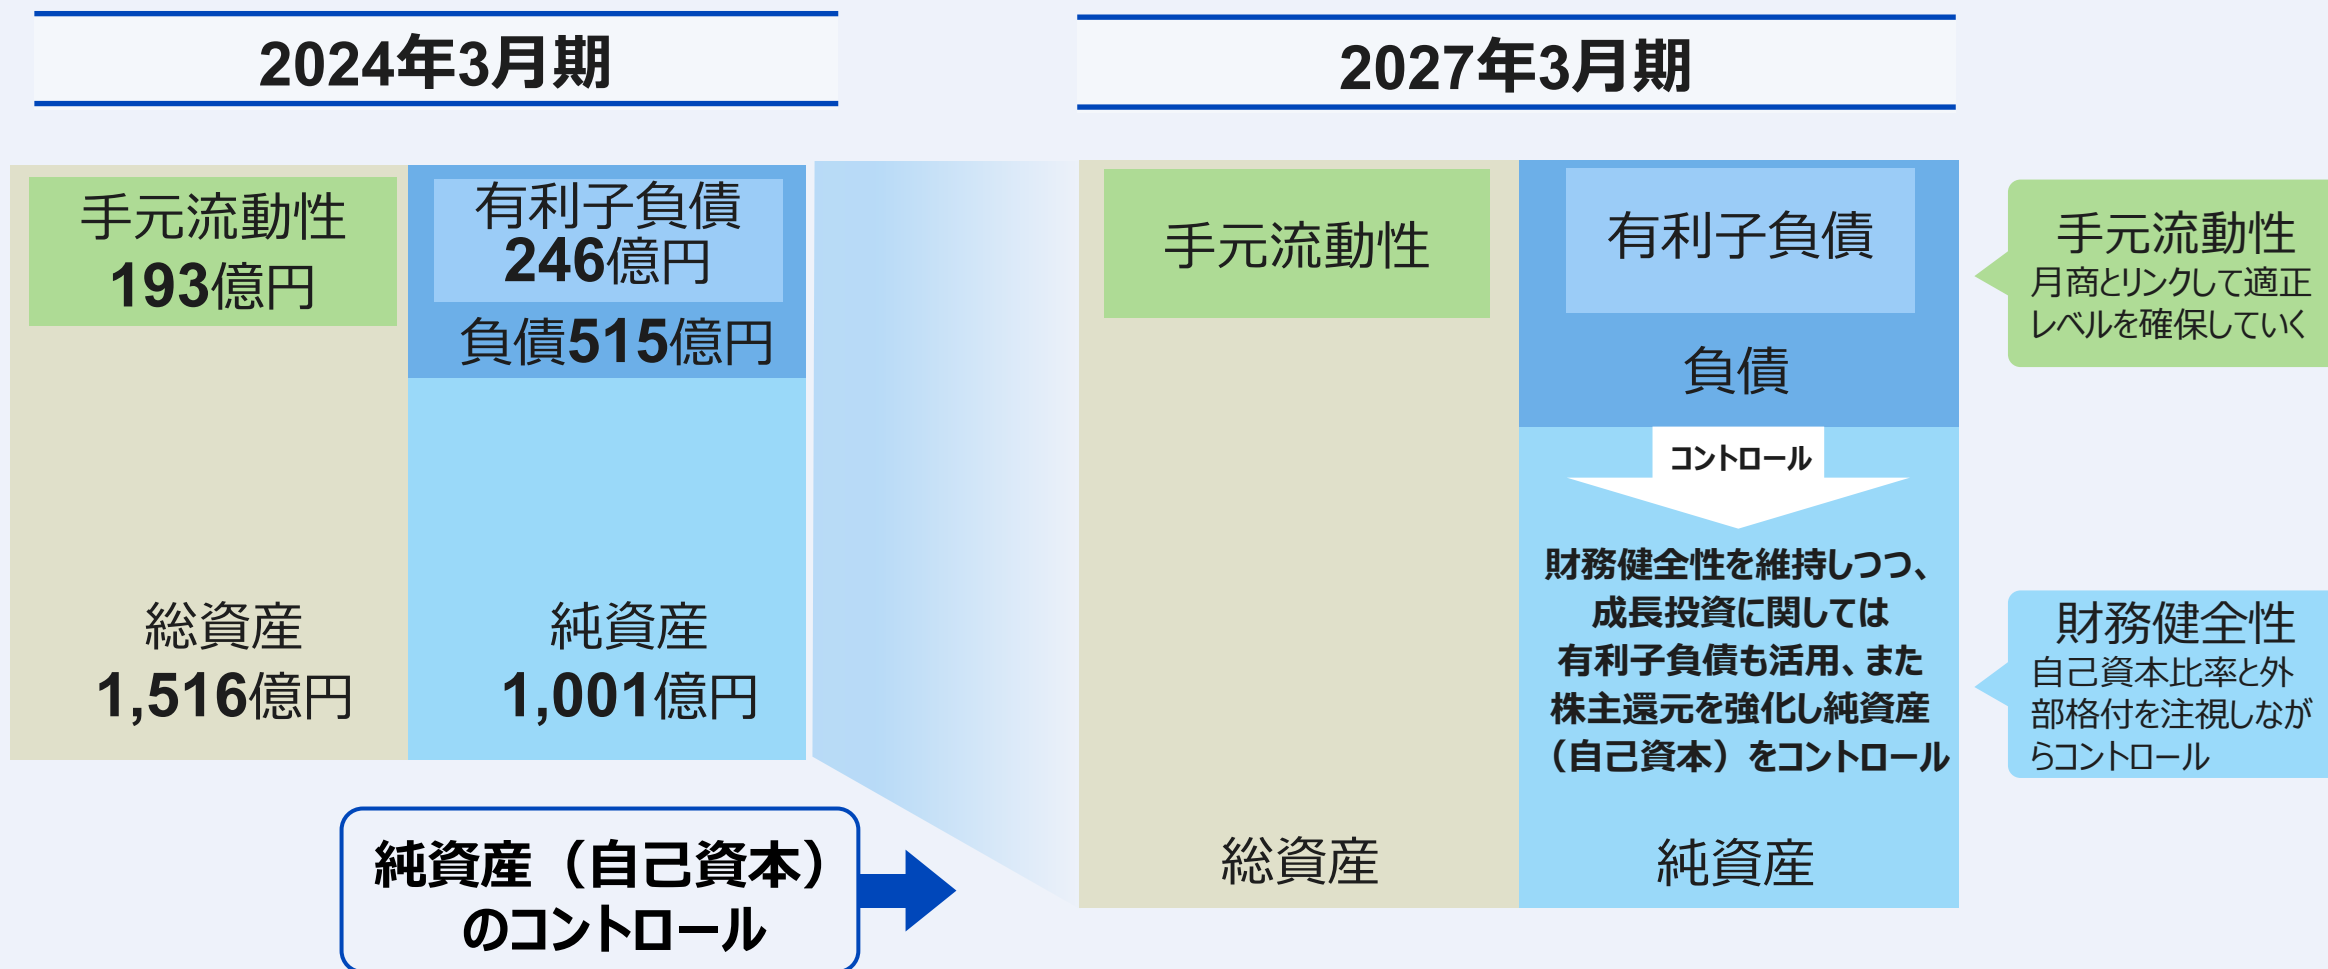 2024年3月期
手元流動性
193億円
有利子負債
246億円
負債515億円
総資産
1,516億円
純資産
1,001億円
純資産（自己資本）
のコントロール
2027年3月期
手元流動性
有利子負債
負債
コントロール
財務健全性を維持しつつ、
成長投資に関しては
有利子負債も活用、また
株主還元を強化し純資産
（自己資本）をコントロール
総資産
純資産
手元流動性
月商とリンクして適正
レベルを確保していく
財務健全性
自己資本比率と外
部格付を注視しなが
らコントロール